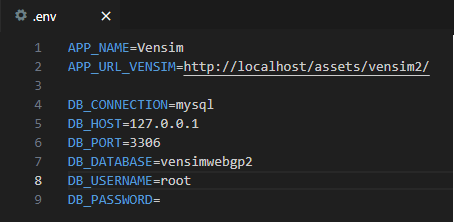 .env
1 APP_NAME=Vensim
2 APP_URL_VENSIM=http://localhost/assets/vensim2/
3
4 DB_CONNECTION=mysql
5 DB_HOST=127.0.0.1
6 DB_PORT=3306
7 DB_DATABASE=vensimwebgp2
8 DB_USERNAME=root
9 DB_PASSWORD=